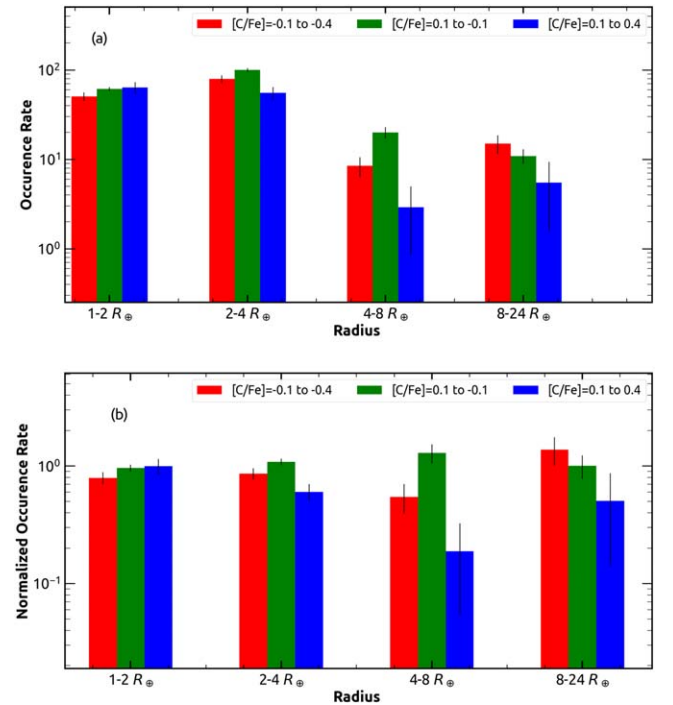 (a)
[C/Fe]=-0.1 to -0.4 [C/Fe]=0.1 to -0.1 [C/Fe]=0.1 to 0.4
Occurence Rate
10²
10¹
10⁰
1-2 R⊕ 2-4 R⊕ 4-8 R⊕ 8-24 R⊕
Radius
(b)
[C/Fe]=-0.1 to -0.4 [C/Fe]=0.1 to -0.1 [C/Fe]=0.1 to 0.4
Normalized Occurence Rate
10⁰
10⁻¹
1-2 R⊕ 2-4 R⊕ 4-8 R⊕ 8-24 R⊕
Radius